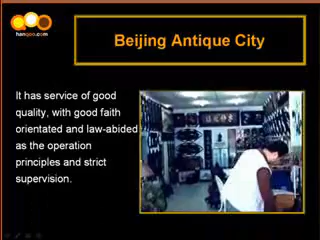 hanggo.com
Beijing Antique City
It has service of good
quality, with good faith
orientated and law-abided
as the operation
principles and strict
supervision.